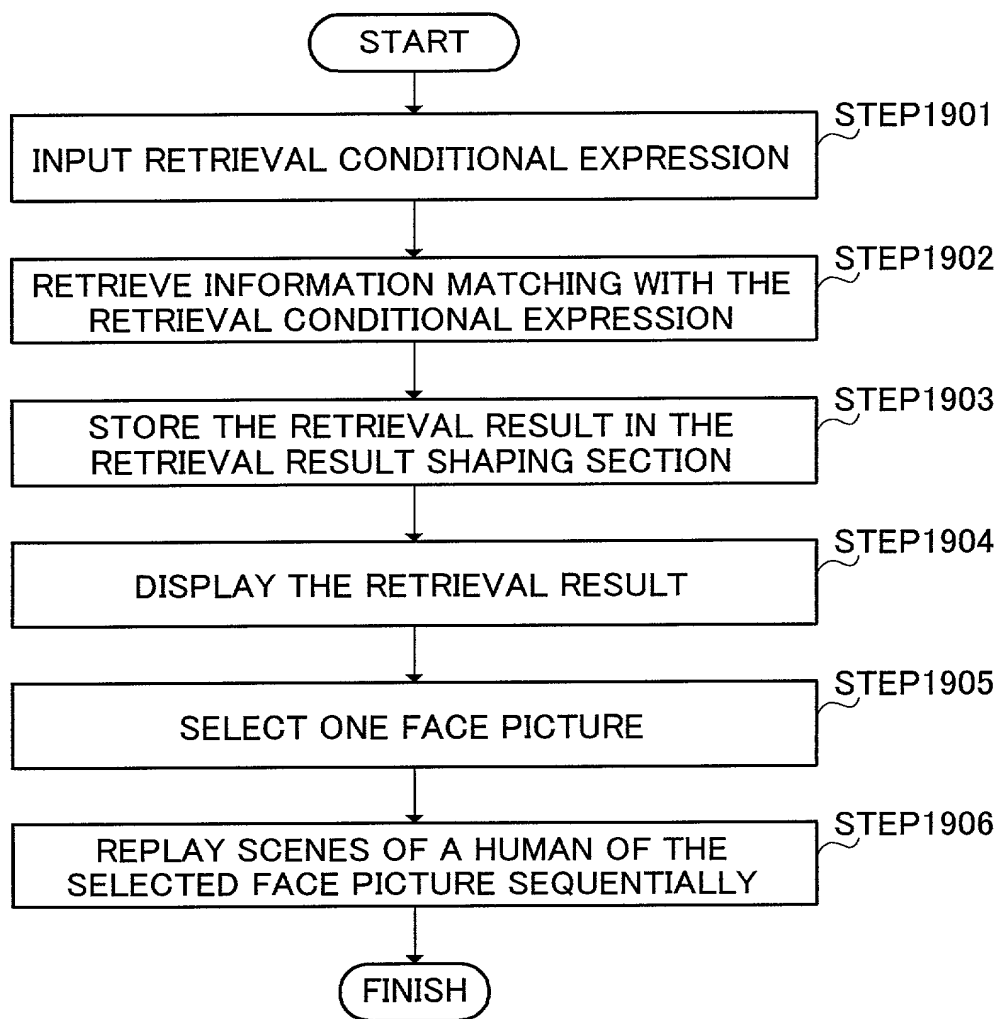 START
STEP1901
INPUT RETRIEVAL CONDITIONAL EXPRESSION
STEP1902
RETRIEVE INFORMATION MATCHING WITH THE
RETRIEVAL CONDITIONAL EXPRESSION
STEP1903
STORE THE RETRIEVAL RESULT IN THE
RETRIEVAL RESULT SHAPING SECTION
STEP1904
DISPLAY THE RETRIEVAL RESULT
STEP1905
SELECT ONE FACE PICTURE
STEP1906
REPLAY SCENES OF A HUMAN OF THE
SELECTED FACE PICTURE SEQUENTIALLY
FINISH